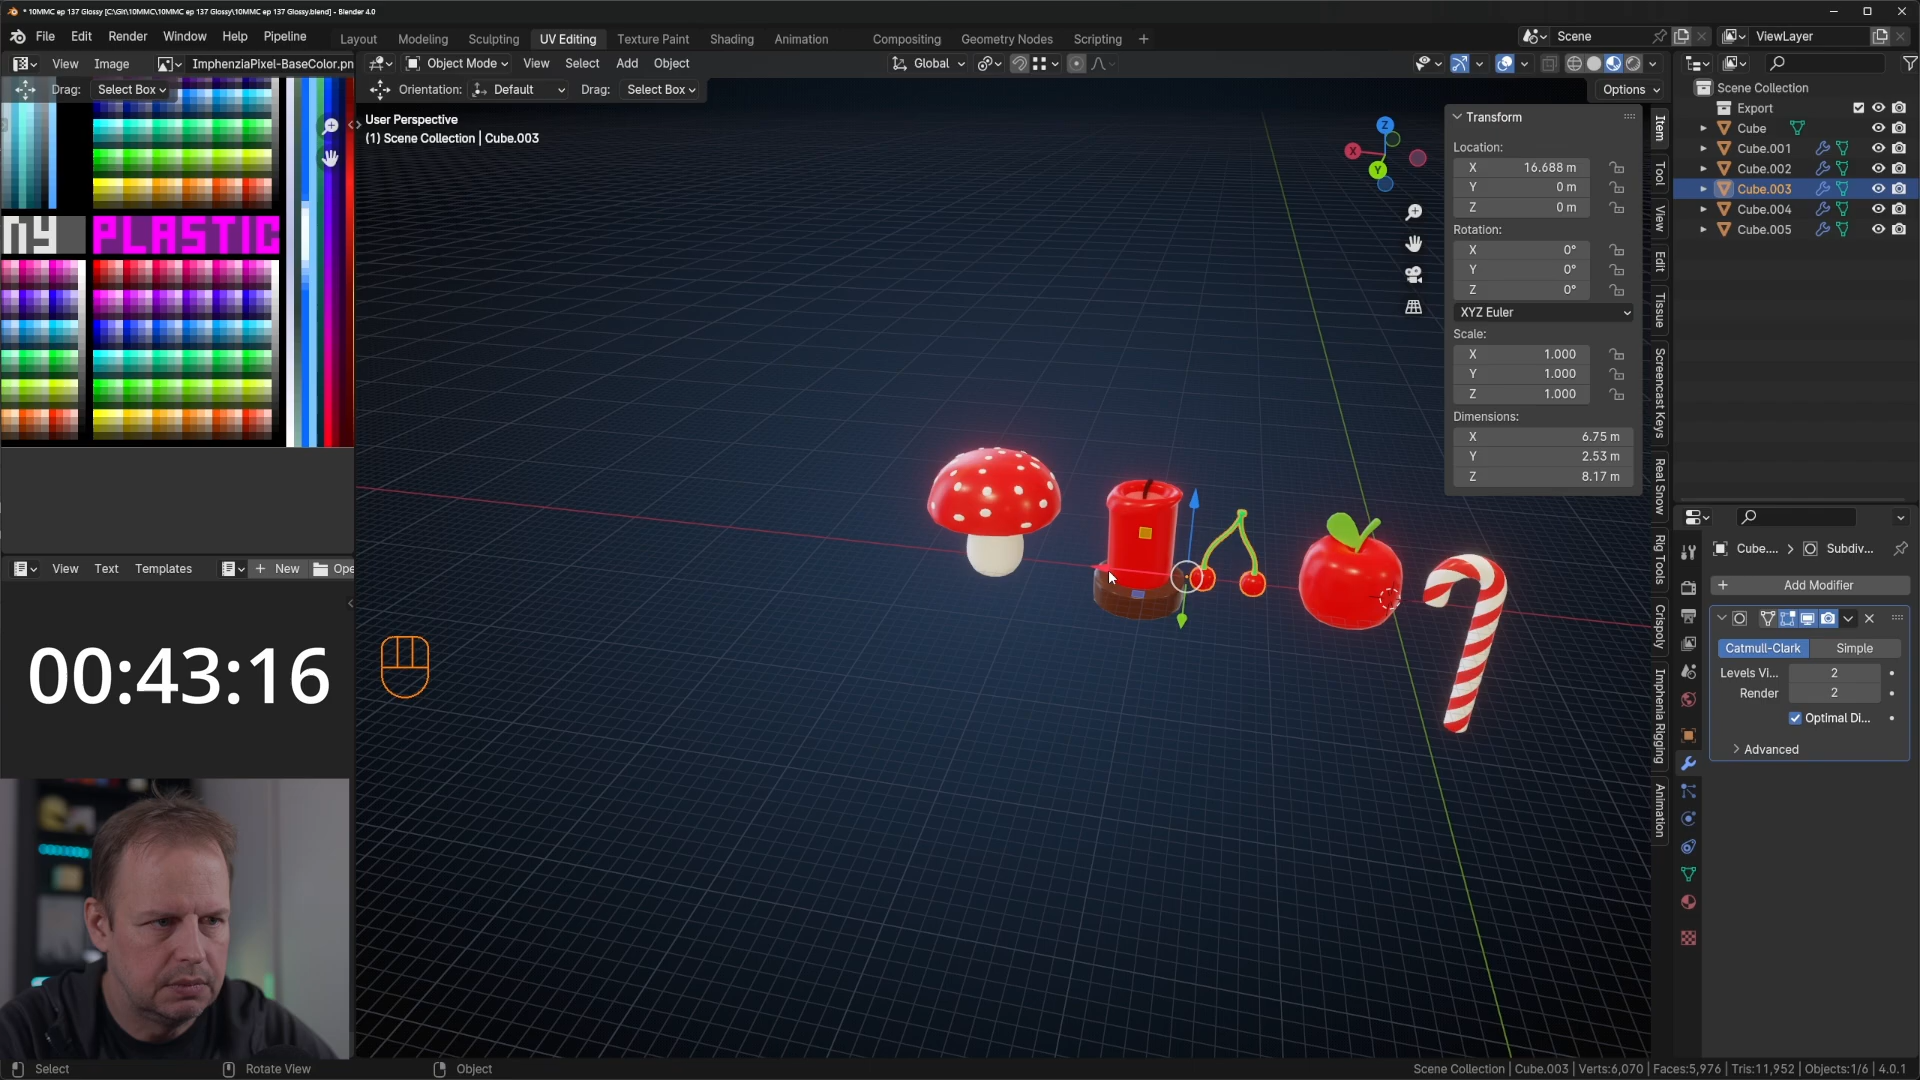 * 10MMC ep 137 Glossy [C:\Git\10MMC\10MMC ep 137 Glossy\10MMC ep 137 Glossy.blend] - Blender 4.0
File Edit Render Window Help Pipeline
Layout Modeling Sculpting UV Editing Texture Paint Shading Animation Compositing Geometry Nodes Scripting +
Scene ViewLayer
View Image ImphenziaPixel-BaseColor.pn
Object Mode View Select Add Object
Global
Drag: Select Box
Orientation: Default Drag: Select Box
Options
User Perspective
(1) Scene Collection | Cube.003
Z
X
Y
NY PLASTIC
Transform
Location:
X 16.688 m
Y 0 m
Z 0 m
Rotation:
X 0°
Y 0°
Z 0°
XYZ Euler
Scale:
X 1.000
Y 1.000
Z 1.000
Dimensions:
X 6.75 m
Y 2.53 m
Z 8.17 m
Item
Tool
View
Edit
Tissue
Screencast Keys
Real Snow
Rig Tools
Crispoly
Imphenia Rigging
Animation
Scene Collection
Export
Cube
Cube.001
Cube.002
Cube.003
Cube.004
Cube.005
Cube.... Subdiv...
+ Add Modifier
Catmull-Clark Simple
Levels Vi... 2
Render 2
Optimal Di...
Advanced
View Text Templates + New Ope
00:43:16
Select
Rotate View
Object
Scene Collection | Cube.003 | Verts:6,070 | Faces:5,976 | Tris:11,952 | Objects:1/6 | 4.0.1